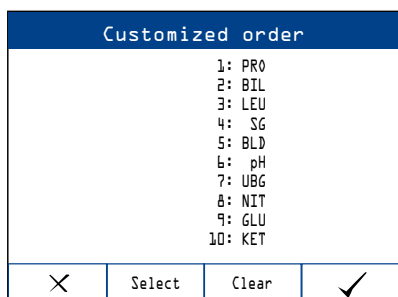 Customized order
1: PRO
2: BIL
3: LEU
4: SG
5: BLD
6: pH
7: UBG
8: NIT
9: GLU
10: KET
Select Clear